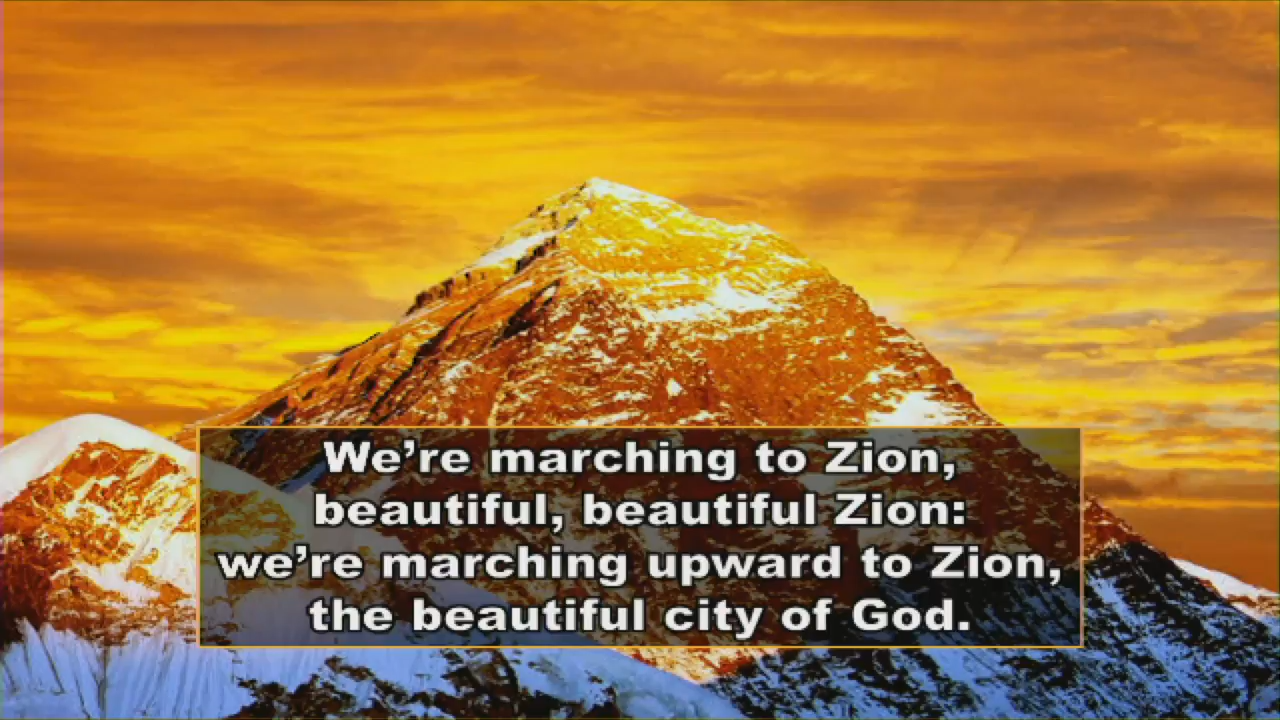 We’re marching to Zion,
beautiful, beautiful Zion:
we’re marching upward to Zion,
the beautiful city of God.